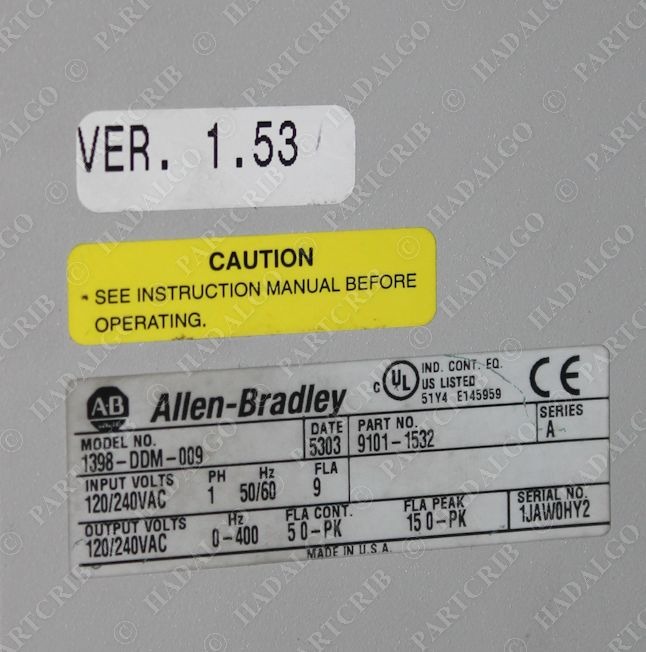 VER. 1.53
CAUTION
SEE INSTRUCTION MANUAL BEFORE
OPERATING.
AB Allen-Bradley
c UL US LISTED
IND. CONT. EQ.
51Y4 E145959
CE
MODEL NO.
1398-DDM-009
DATE
5303
PART NO.
9101-1532
SERIES
A
INPUT VOLTS PH Hz FLA
120/240VAC 1 50/60 9
OUTPUT VOLTS Hz FLA CONT. FLA PEAK
120/240VAC 0-400 5 0-PK 15 0-PK
SERIAL NO.
1JAW0HY2
MADE IN U.S.A.
© PARTCRIB © HADALGO